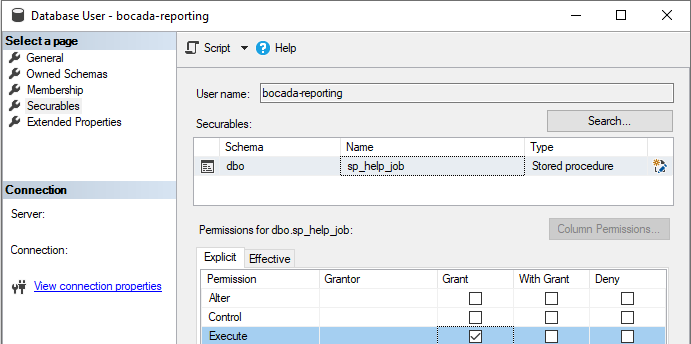 Database User - bocada-reporting
Select a page
General
Owned Schemas
Membership
Securables
Extended Properties
Connection
Server:
Connection:
View connection properties
Script Help
User name: bocada-reporting
Securables: Search...
Schema Name Type
dbo sp_help_job Stored procedure
Permissions for dbo.sp_help_job: Column Permissions...
Explicit Effective
Permission Grantor Grant With Grant Deny
Alter
Control
Execute